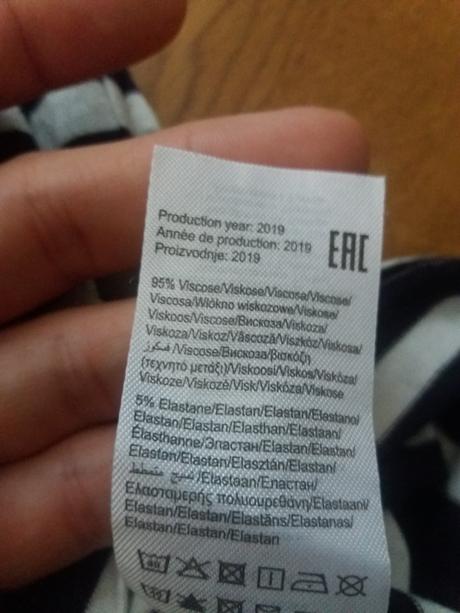 Production year: 2019
Année de production: 2019
Proizvodnje: 2019
EAC
95% Viscose/Viskose/Viscosa/Viscose/
Viscosa/Włókno wiskozowe/Viskose/
Viskoos/Viscose/Вискоза/Viskoza/
Viskoza/Viskoz/Vâscoză/Viszkóz/Viskosa/
فسكوز/Viscose/Вискоза/βισκόζη
(τεχνητό μετάξι)/Viskoosi/Viskos/Viskóza/
Viskoze/Viskozė/Visk/Viskóza/Viskose
5% Elastane/Elastan/Elastan/Elastano/
Elastan/Elastan/Elasthan/Elastaan/
Élasthanne/Эластан/Elastan/Elastan/
Elastan/Elastan/Elasztán/Elastan/
نسيج متمطط/Elastaan/Еластан/
Ελασταμερής πολυουρεθάνη/Elastaani/
Elastan/Elastan/Elastāns/Elastanas/
Elastan/Elastan/Elastan